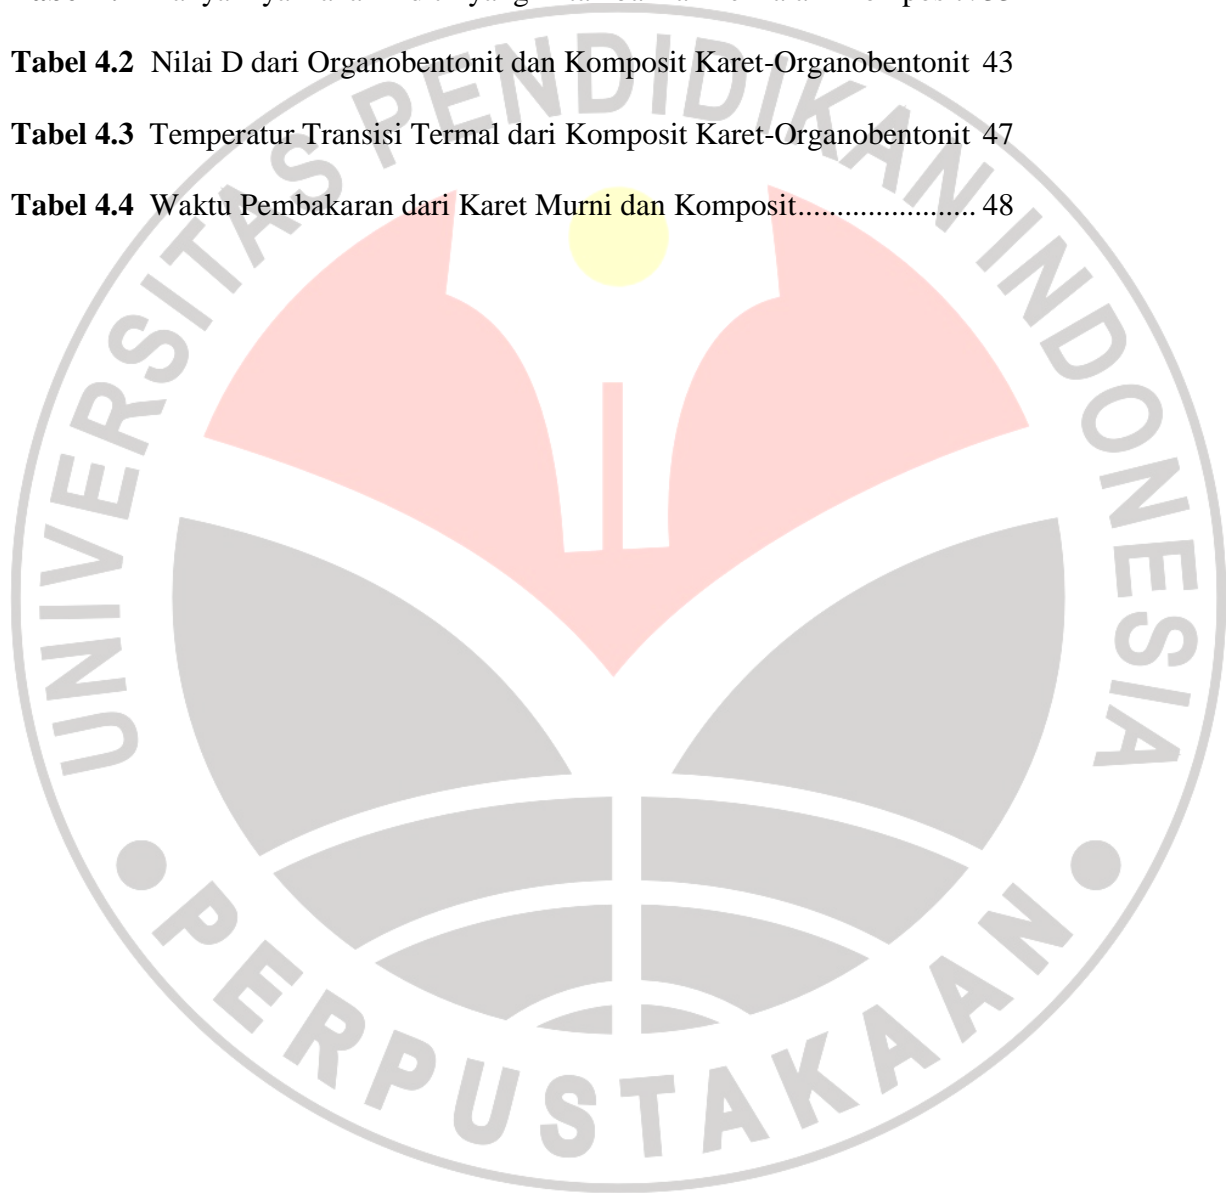 Tabel 4.2 Nilai D dari Organobentonit dan Komposit Karet-Organobentonit 43
Tabel 4.3 Temperatur Transisi Termal dari Komposit Karet-Organobentonit 47
Tabel 4.4 Waktu Pembakaran dari Karet Murni dan Komposit....................... 48
UNIVERSITAS PENDIDIKAN INDONESIA
PERPUSTAKAAN